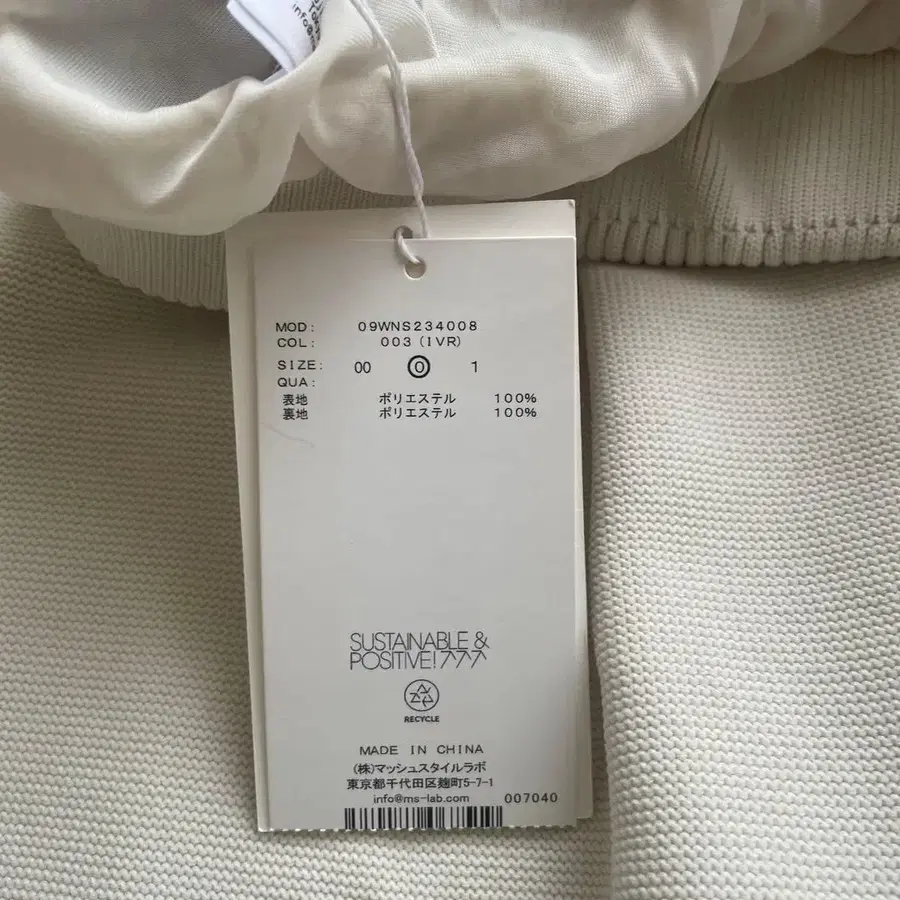 TOKY
info@m
MOD: 09WNS234008
COL: 003 (IVR)
SIZE: 00 0 1
QUA:
表地 ポリエステル 100%
裏地 ポリエステル 100%
SUSTAINABLE &
POSITIVE!
RECYCLE
MADE IN CHINA
(株)マッシュスタイルラボ
東京都千代田区麹町5-7-1
info@ms-lab.com 007040